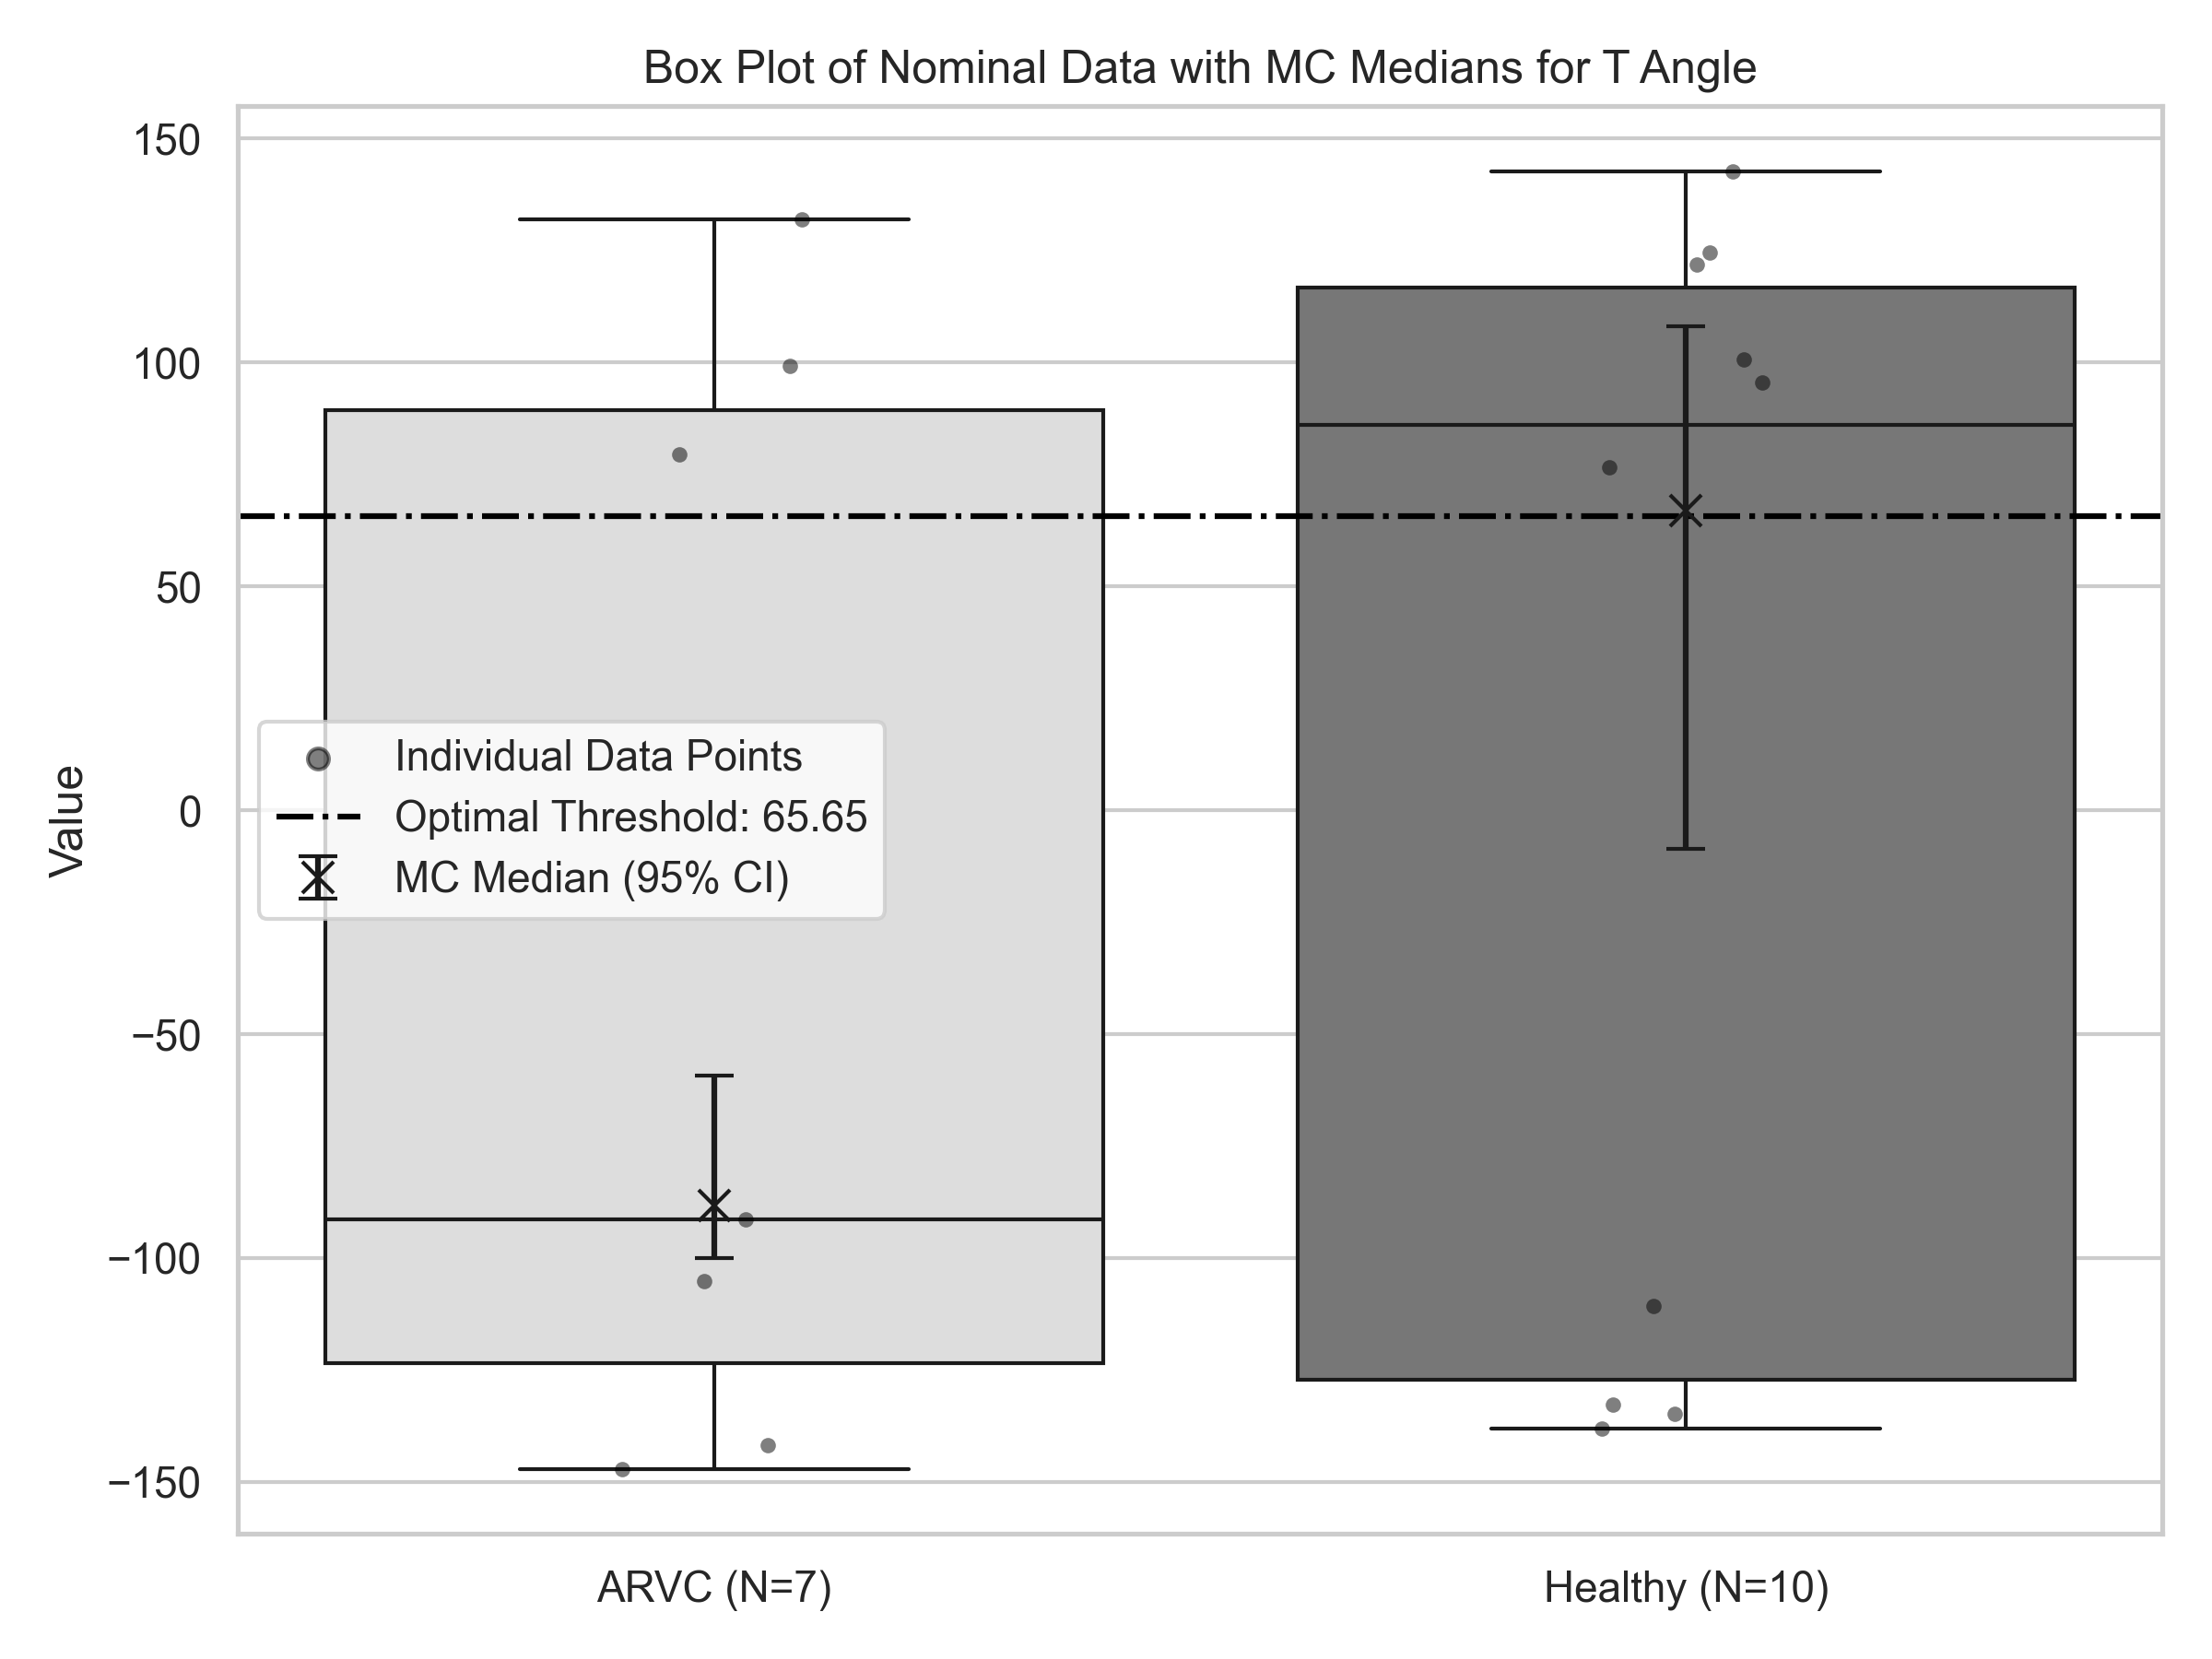 Box Plot of Nominal Data with MC Medians for T Angle
Value
150
100
50
0
−50
−100
−150
Individual Data Points
Optimal Threshold: 65.65
MC Median (95% CI)
ARVC (N=7)
Healthy (N=10)